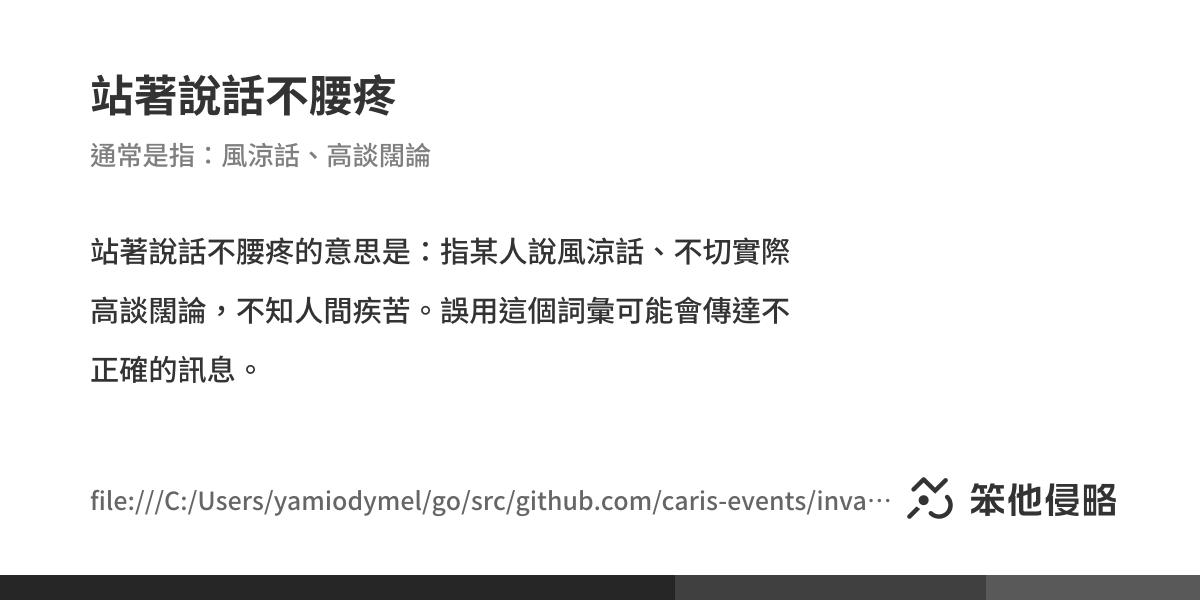 站著說話不腰疼
通常是指：風涼話、高談闊論
站著說話不腰疼的意思是：指某人說風涼話、不切實際
高談闊論，不知人間疾苦。誤用這個詞彙可能會傳達不
正確的訊息。
file:///C:/Users/yamiodymel/go/src/github.com/caris-events/inva…
笨他侵略